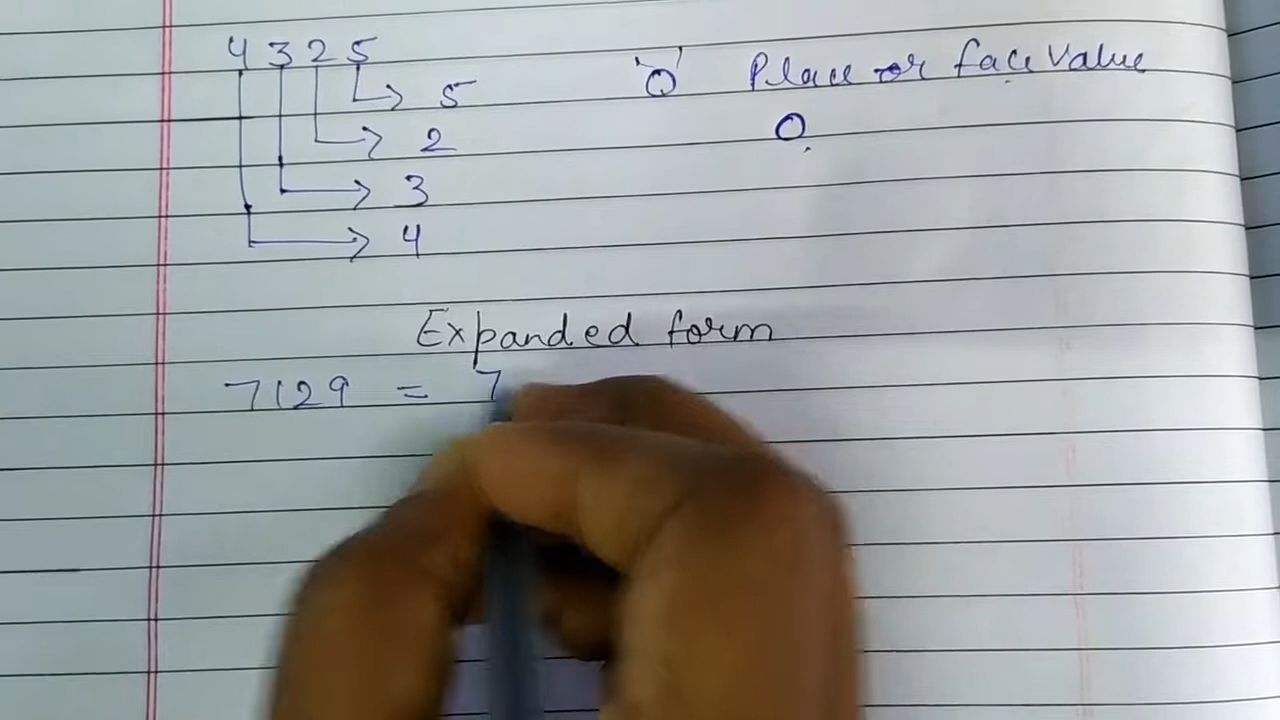 4325
5
2
3
4
'0' Place or face value
0
Expanded form
7129 = 7